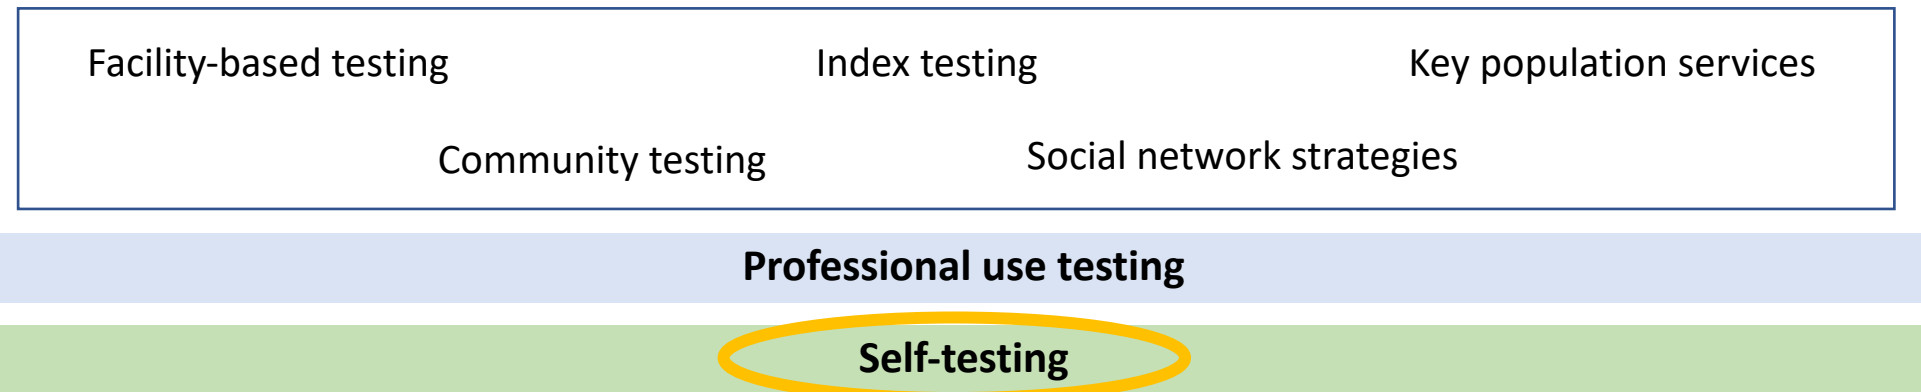 Facility-based testing
Index testing
Key population services
Community testing
Social network strategies
Professional use testing
Self-testing